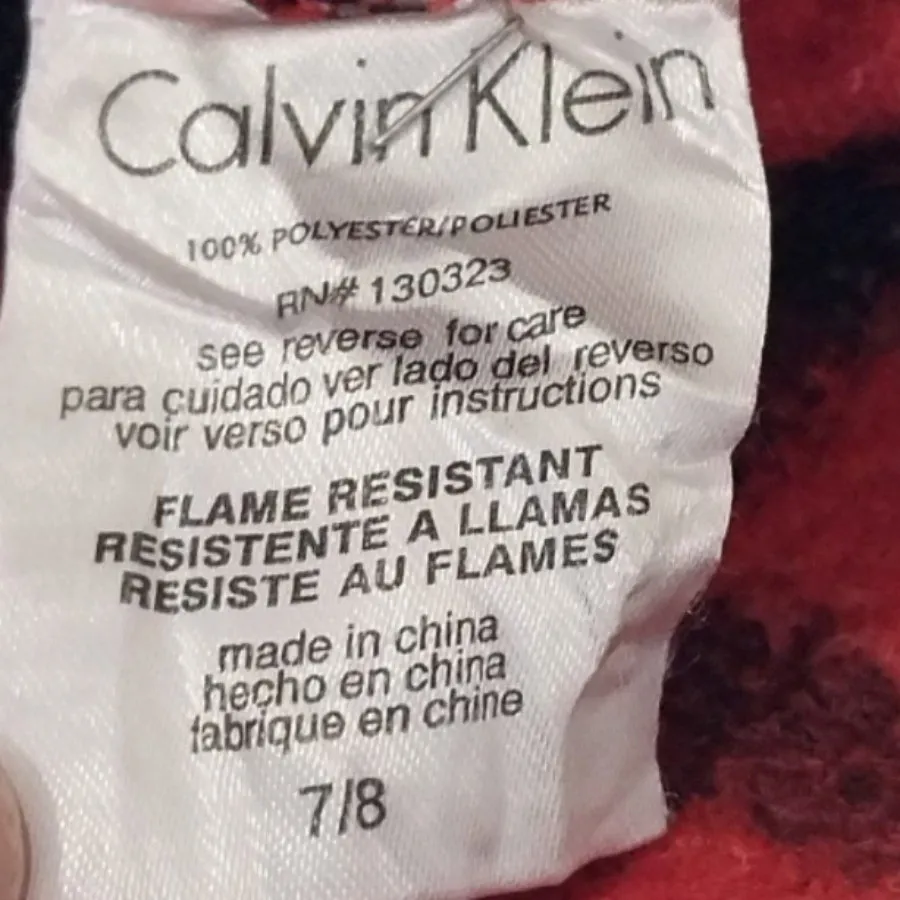 Calvin Klein
100% POLYESTER/POLIESTER
RN# 130323
see reverse for care
para cuidado ver lado del reverso
voir verso pour instructions
FLAME RESISTANT
RESISTENTE A LLAMAS
RESISTE AU FLAMES
made in china
hecho en china
fabrique en chine
7/8